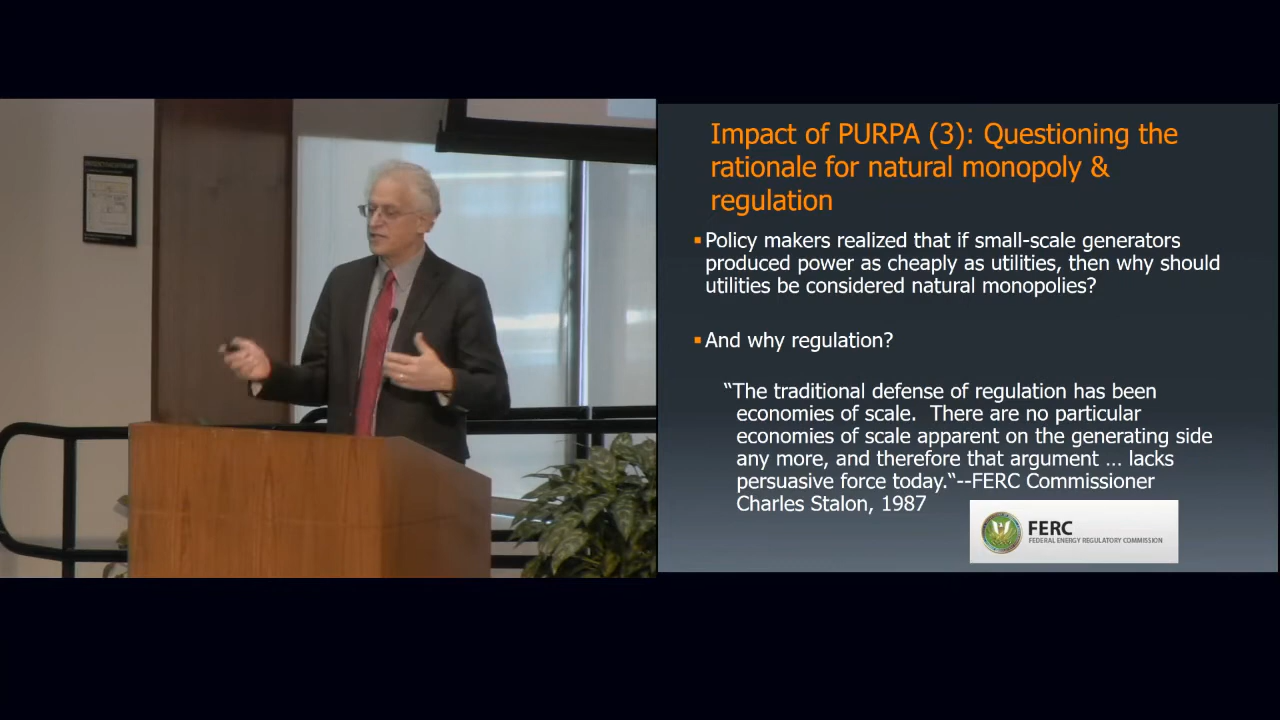 Impact of PURPA (3): Questioning the
rationale for natural monopoly &
regulation
▪Policy makers realized that if small-scale generators
produced power as cheaply as utilities, then why should
utilities be considered natural monopolies?
▪And why regulation?
“The traditional defense of regulation has been
economies of scale.  There are no particular
economies of scale apparent on the generating side
any more, and therefore that argument … lacks
persuasive force today.“--FERC Commissioner
Charles Stalon, 1987
FERC
FEDERAL ENERGY REGULATORY COMMISSION